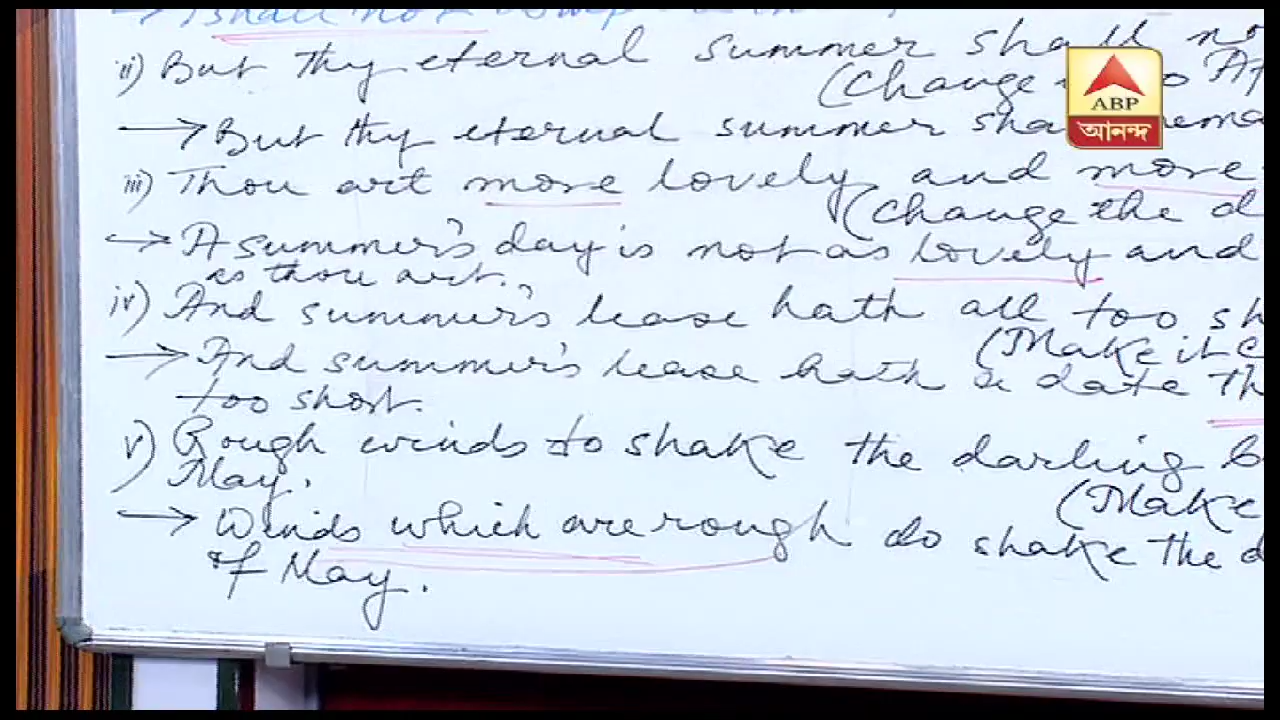 → I shall not
ii) But thy eternal summer shall no
(Change
→ But thy eternal summer sha
iii) Thou art more lovely and more
(Change the d
→ A summer's day is not as lovely and
as thou art.
iv) And summer's lease hath all too sh
(Make it c
→ And summer's lease hath a date th
too short.
v) Rough winds to shake the darling b
May.
(Make
→ Winds which are rough do shake the d
of May.
ABP
আনন্দ